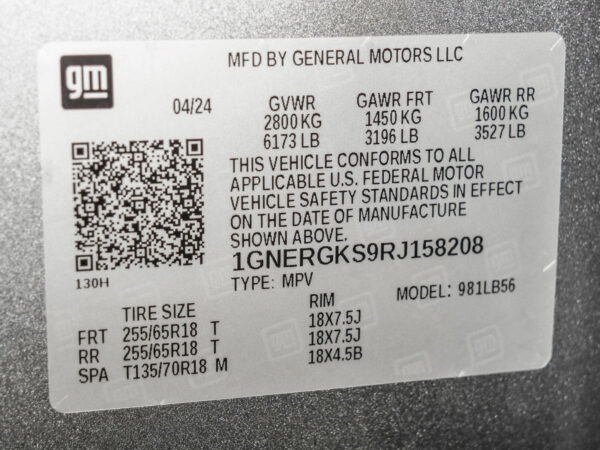 gm
MFD BY GENERAL MOTORS LLC
04/24 GVWR GAWR FRT GAWR RR
2800 KG 1450 KG 1600 KG
6173 LB 3196 LB 3527 LB
THIS VEHICLE CONFORMS TO ALL
APPLICABLE U.S. FEDERAL MOTOR
VEHICLE SAFETY STANDARDS IN EFFECT
ON THE DATE OF MANUFACTURE
SHOWN ABOVE.
1GNERGKS9RJ158208
130H
TYPE: MPV MODEL: 981LB56
TIRE SIZE RIM
FRT 255/65R18 T 18X7.5J
RR 255/65R18 T 18X7.5J
SPA T135/70R18 M 18X4.5B